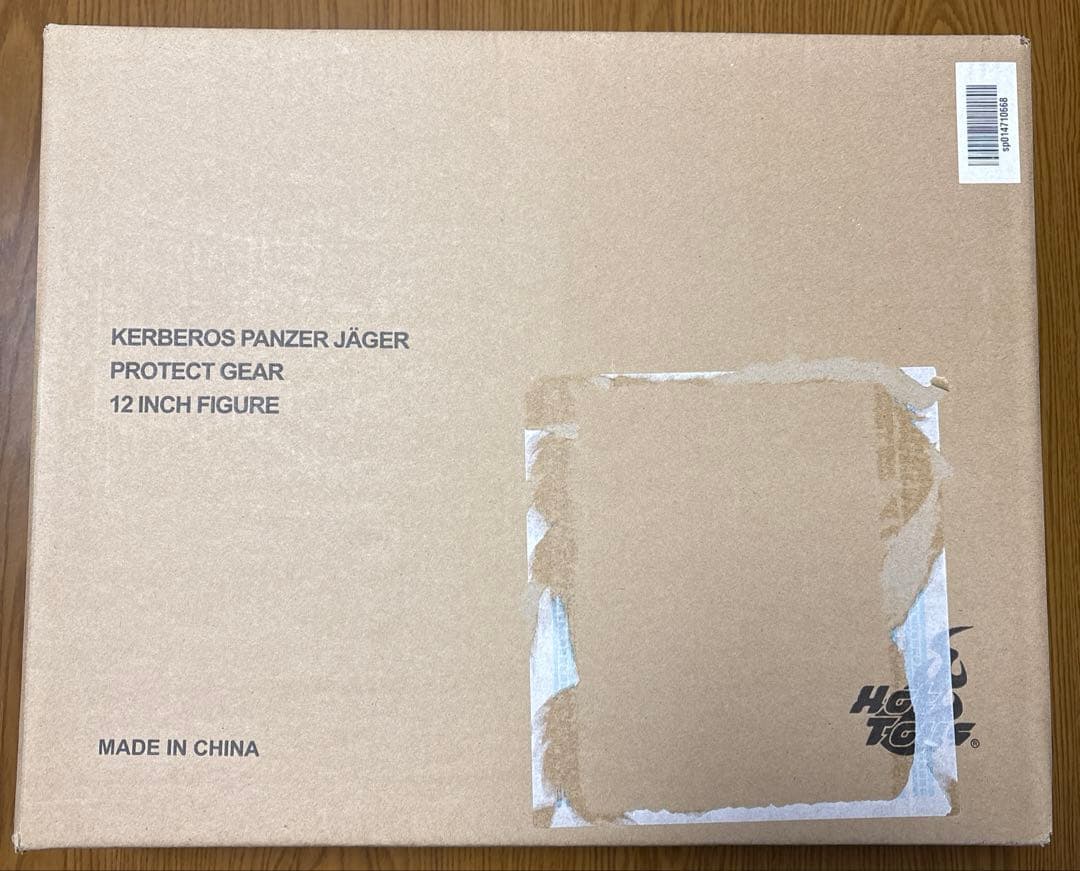 sp014710668
KERBEROS PANZER JÄGER
PROTECT GEAR
12 INCH FIGURE
MADE IN CHINA
HOT
TOYS®